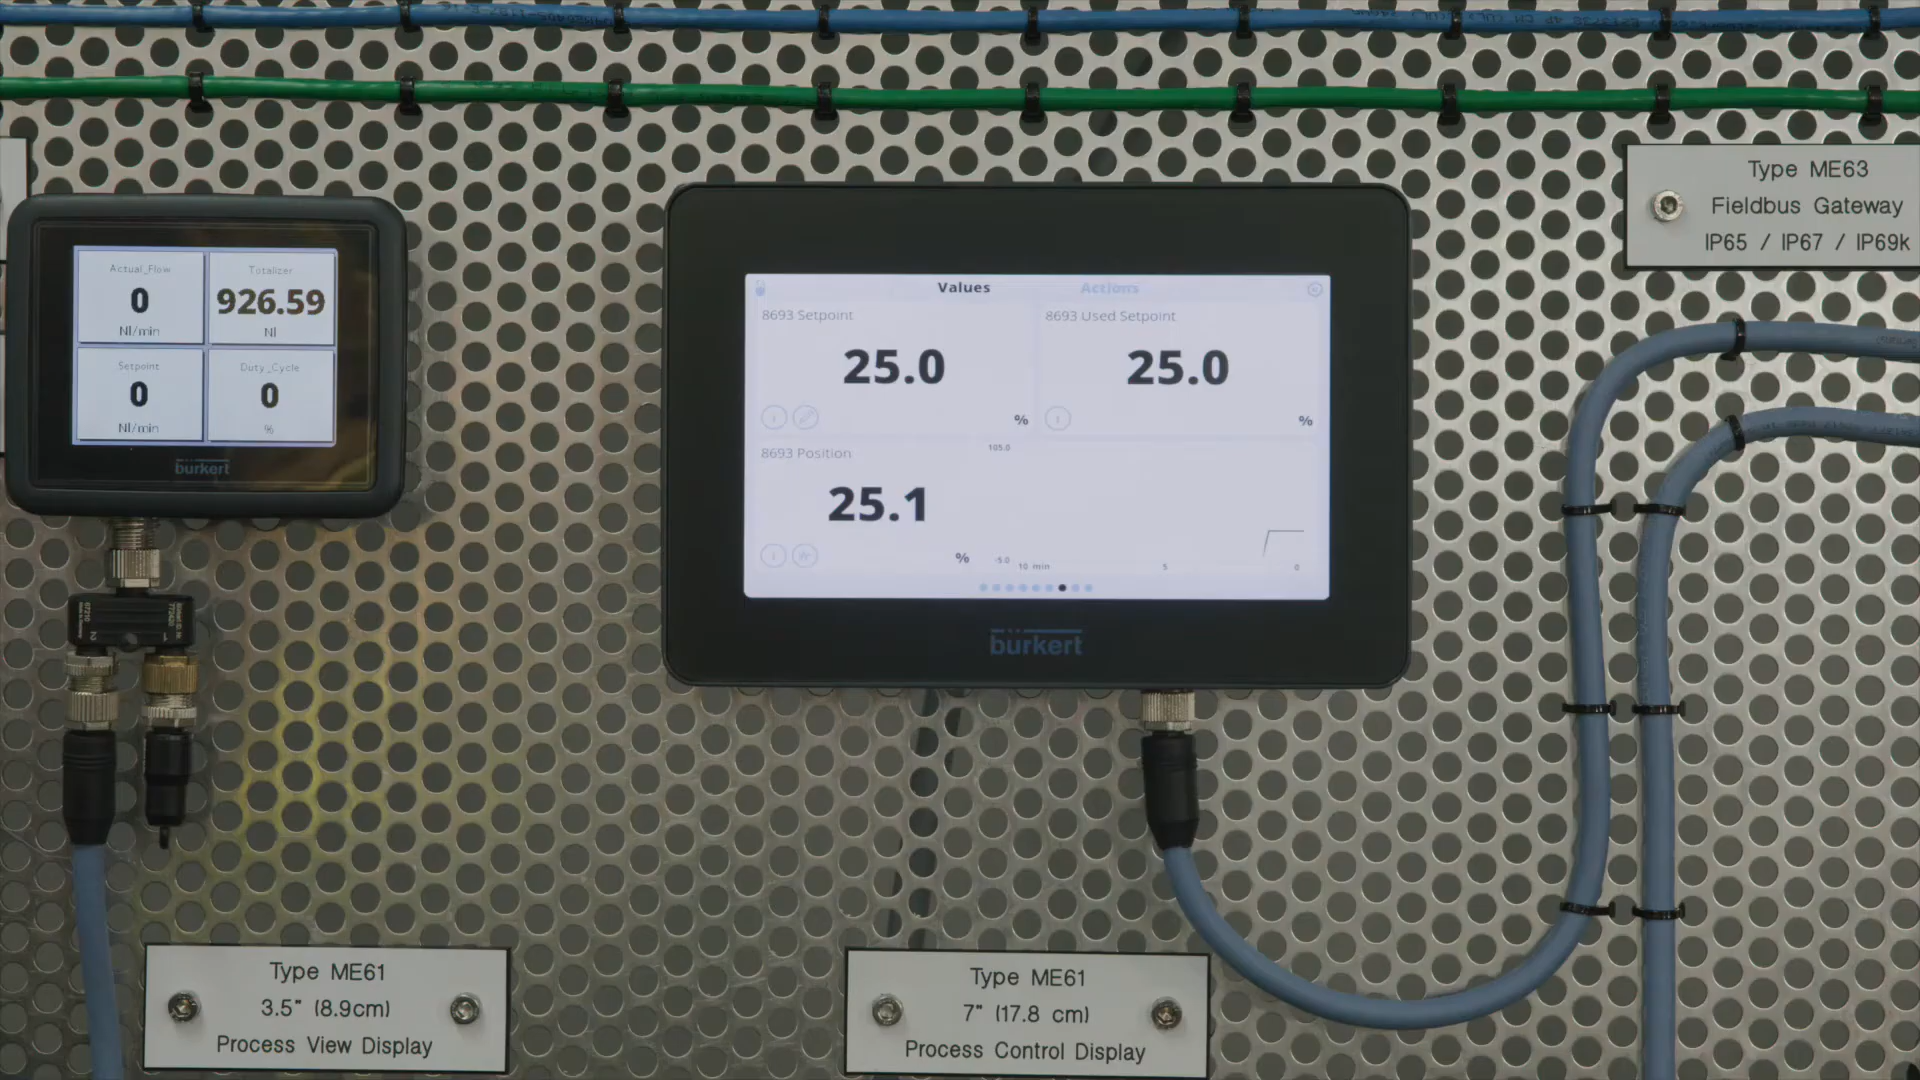 Type ME63
Fieldbus Gateway
IP65 / IP67 / IP69k
Actual_Flow
0
Nl/min
Totalizer
926.59
Nl
Setpoint
0
Nl/min
Duty_Cycle
0
%
burkert
Values
Actions
8693 Setpoint
25.0
%
8693 Used Setpoint
25.0
%
8693 Position
25.1
%
105.0
-5.0
10 min
5
0
bürkert
Type ME61
3.5" (8.9cm)
Process View Display
Type ME61
7" (17.8 cm)
Process Control Display